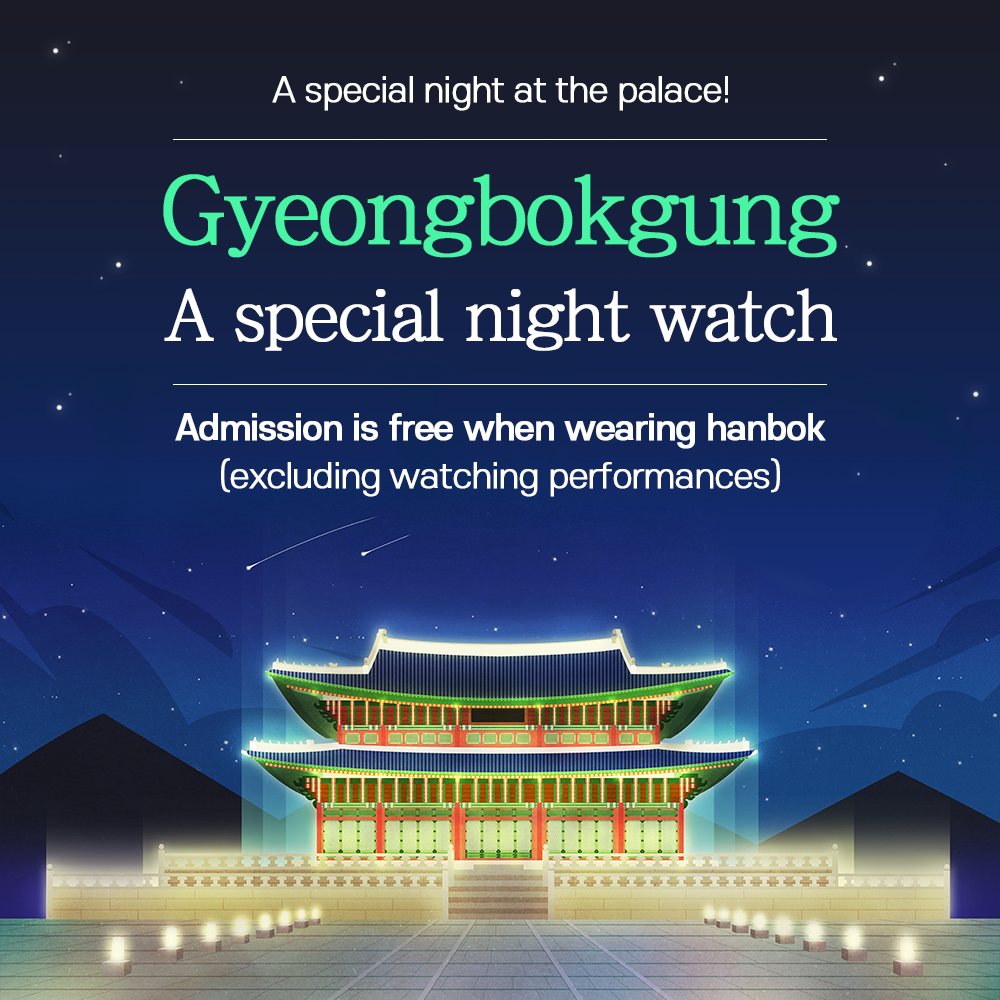 A special night at the palace!
Gyeongbokgung
A special night watch
Admission is free when wearing hanbok
(excluding watching performances)